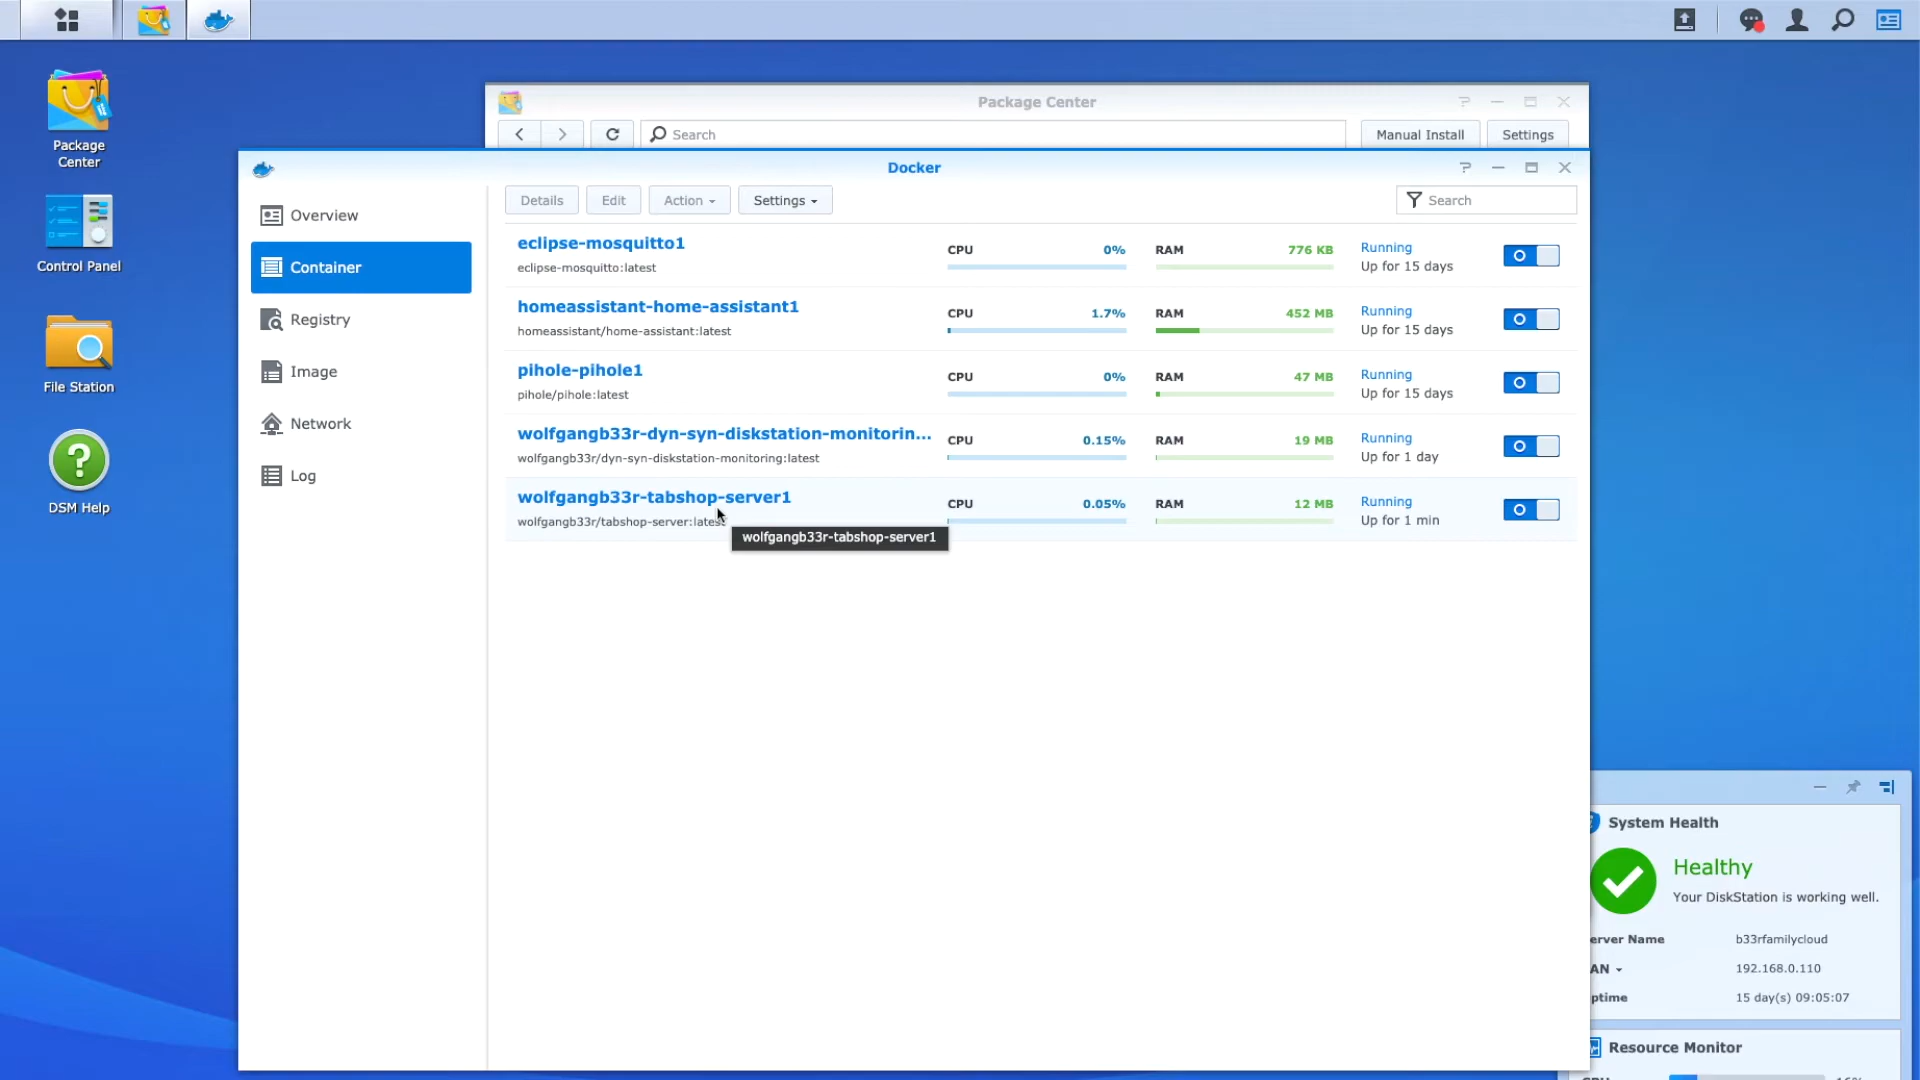 Package Center
Search
Manual Install
Settings
Package
Center
Control Panel
File Station
DSM Help
Docker
Overview
Container
Registry
Image
Network
Log
Details
Edit
Action
Settings
Search
eclipse-mosquitto1
eclipse-mosquitto:latest
CPU 0%
RAM 776 KB
Running
Up for 15 days
homeassistant-home-assistant1
homeassistant/home-assistant:latest
CPU 1.7%
RAM 452 MB
Running
Up for 15 days
pihole-pihole1
pihole/pihole:latest
CPU 0%
RAM 47 MB
Running
Up for 15 days
wolfgangb33r-dyn-syn-diskstation-monitorin...
wolfgangb33r/dyn-syn-diskstation-monitoring:latest
CPU 0.15%
RAM 19 MB
Running
Up for 1 day
wolfgangb33r-tabshop-server1
wolfgangb33r/tabshop-server:latest
CPU 0.05%
RAM 12 MB
Running
Up for 1 min
wolfgangb33r-tabshop-server1
System Health
Healthy
Your DiskStation is working well.
erver Name b33rfamilycloud
AN 192.168.0.110
ptime 15 day(s) 09:05:07
Resource Monitor